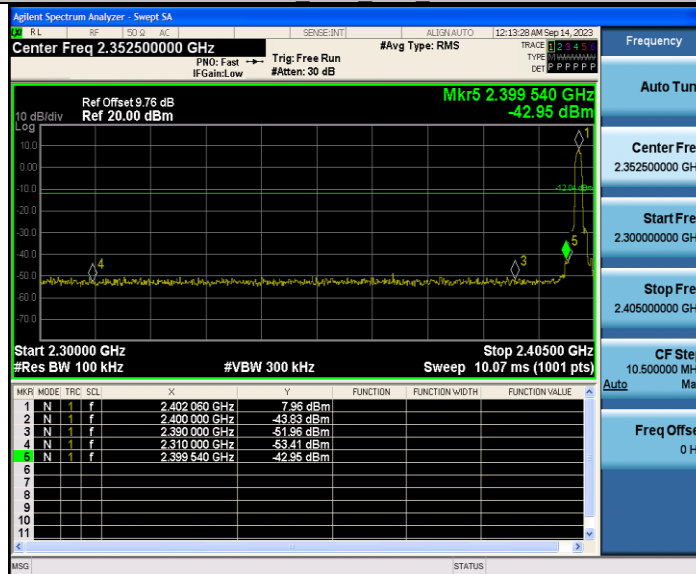 Agilent Spectrum Analyzer - Swept SA
RL RF 50 Ω AC SENSE:INT ALIGN AUTO 12:13:28 AM Sep 14, 2023
Center Freq 2.352500000 GHz #Avg Type: RMS TRACE 1 2 3 4 5 6
PNO: Fast Trig: Free Run TYPE
IFGain:Low #Atten: 30 dB DET P P P P P P
Mkr5 2.399 540 GHz
-42.95 dBm
Ref Offset 9.76 dB
10 dB/div Ref 20.00 dBm
Log
10.0
0.00
-10.0
-20.0
-30.0
-40.0
-50.0
-60.0
-70.0
1
5
3
4
Start 2.30000 GHz Stop 2.40500 GHz
#Res BW 100 kHz #VBW 300 kHz Sweep 10.07 ms (1001 pts)
MKR MODE TRC SCL X Y FUNCTION FUNCTION WIDTH FUNCTION VALUE
1 N 1 f 2.402 060 GHz 7.96 dBm
2 N 1 f 2.400 000 GHz -43.83 dBm
3 N 1 f 2.390 000 GHz -51.96 dBm
4 N 1 f 2.310 000 GHz -53.41 dBm
5 N 1 f 2.399 540 GHz -42.95 dBm
6
7
8
9
10
11
MSG STATUS
Frequency
Auto Tun
Center Fre
2.352500000 GH
Start Fre
2.300000000 GH
Stop Fre
2.405000000 GH
CF Ste
10.500000 MH
Auto Ma
Freq Offse
0 H